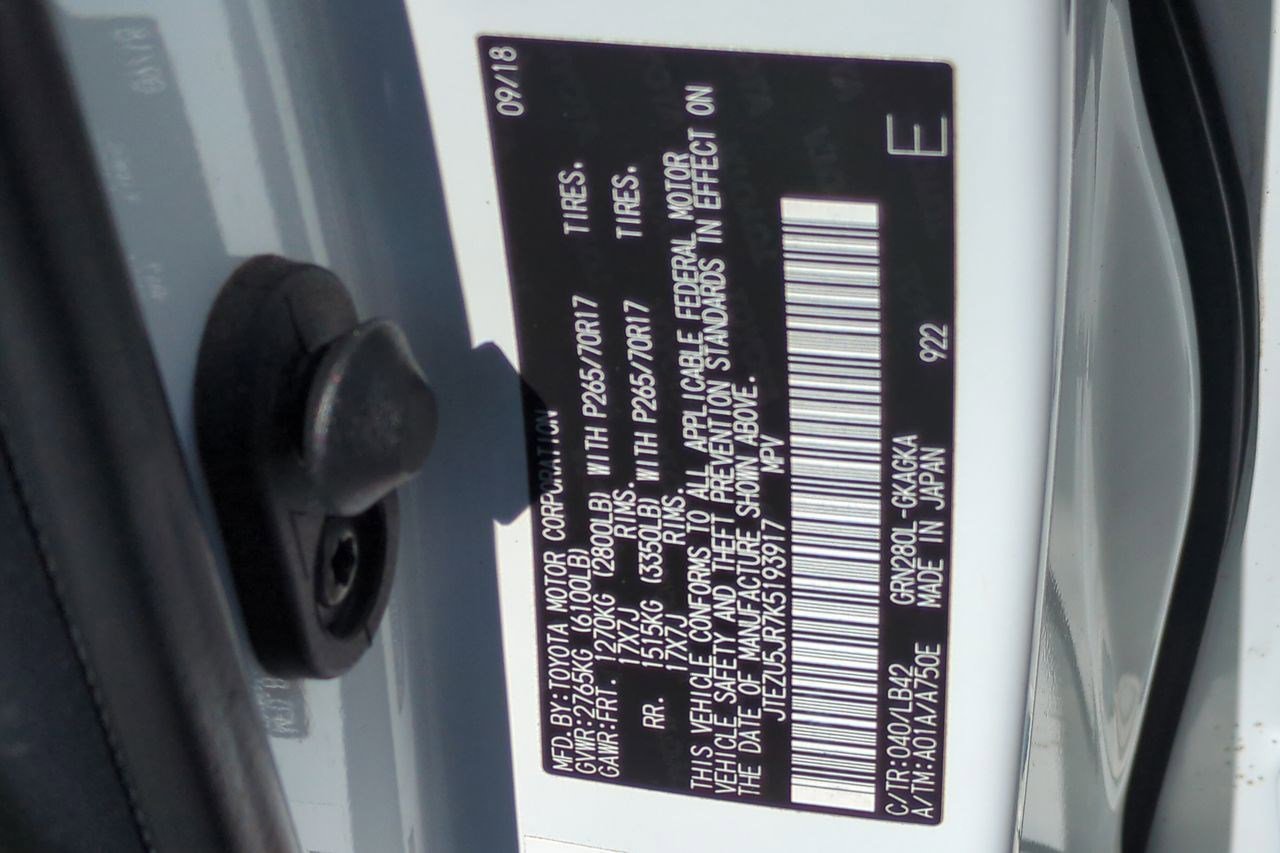 09/18
MFD.BY:TOYOTA MOTOR CORPORATION
GVWR:2765KG (6100LB)
GAWR:FRT. 1270KG (2800LB) WITH P265/70R17 TIRES.
17X7J RIMS.
RR. 1515KG (3350LB) WITH P265/70R17 TIRES.
17X7J RIMS.
THIS VEHICLE CONFORMS TO ALL APPLICABLE FEDERAL MOTOR
VEHICLE SAFETY AND THEFT PREVENTION STANDARDS IN EFFECT ON
THE DATE OF MANUFACTURE SHOWN ABOVE.
JTEZU5JR7K5193917 MPV
C/TR:040/LB42 GRN280L-GKAGKA
A/TM:A01A/A750E MADE IN JAPAN 922 E